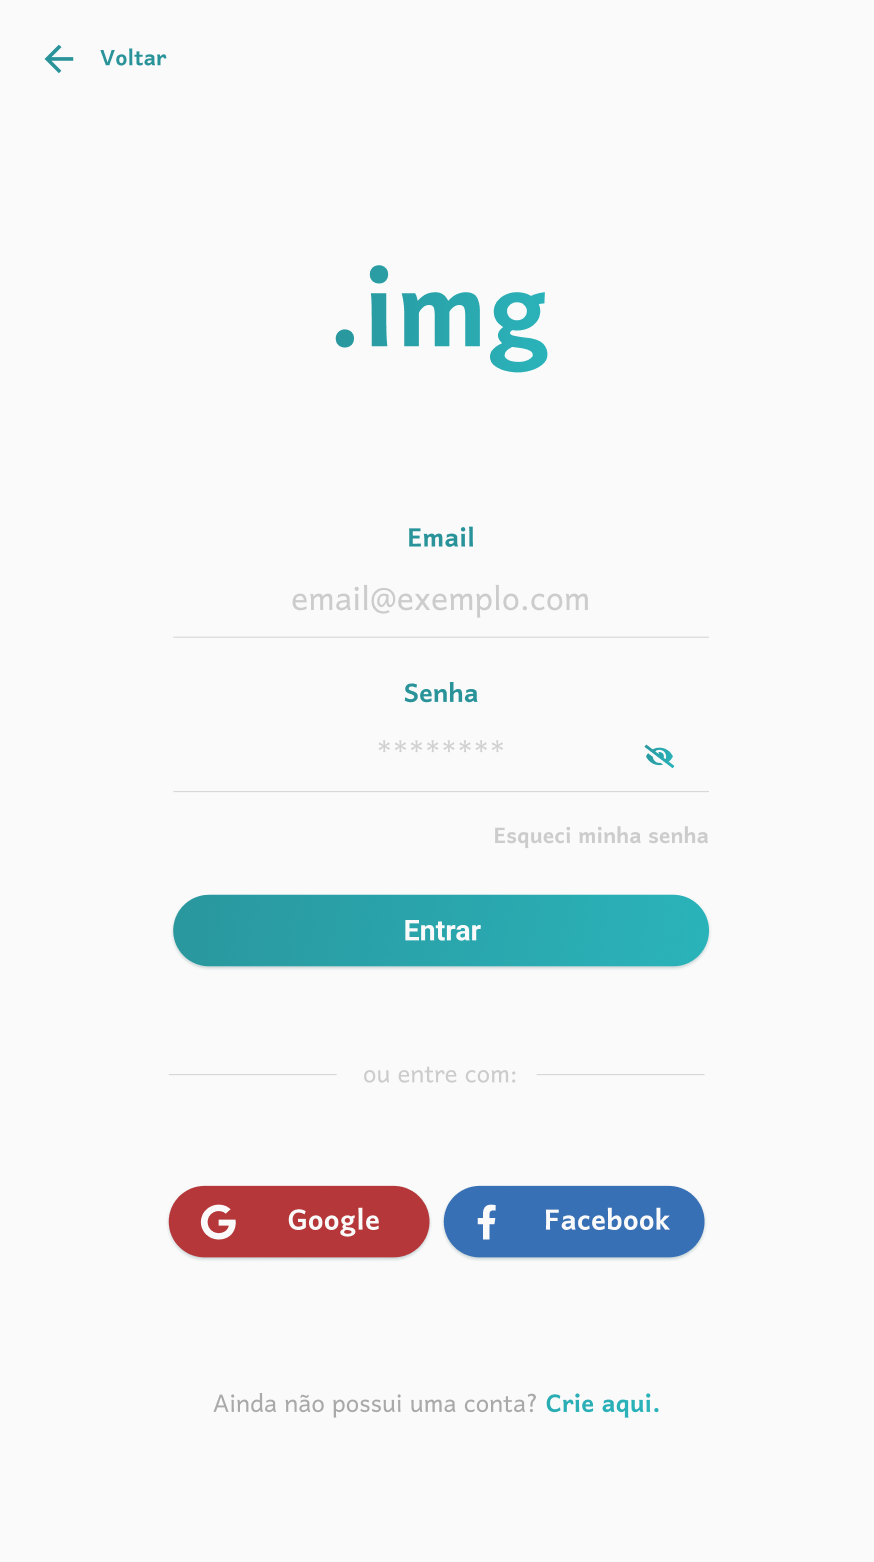 Voltar
.img
Email
email@exemplo.com
Senha
********
Esqueci minha senha
Entrar
ou entre com:
G Google
f Facebook
Ainda não possui uma conta? Crie aqui.